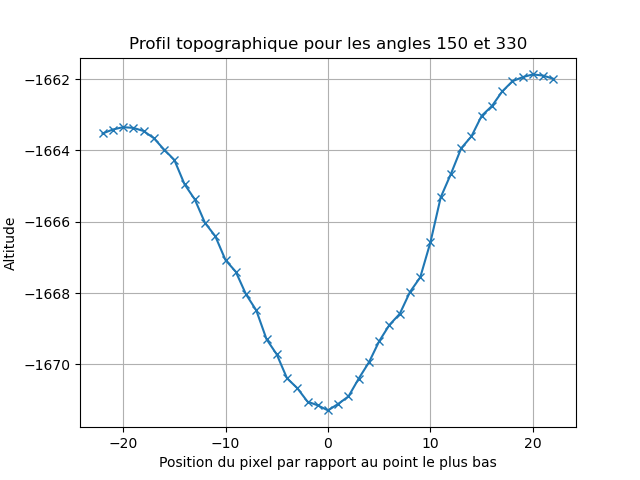 Profil topographique pour les angles 150 et 330
Altitude
−1662
−1664
−1666
−1668
−1670
−20 −10 0 10 20
Position du pixel par rapport au point le plus bas